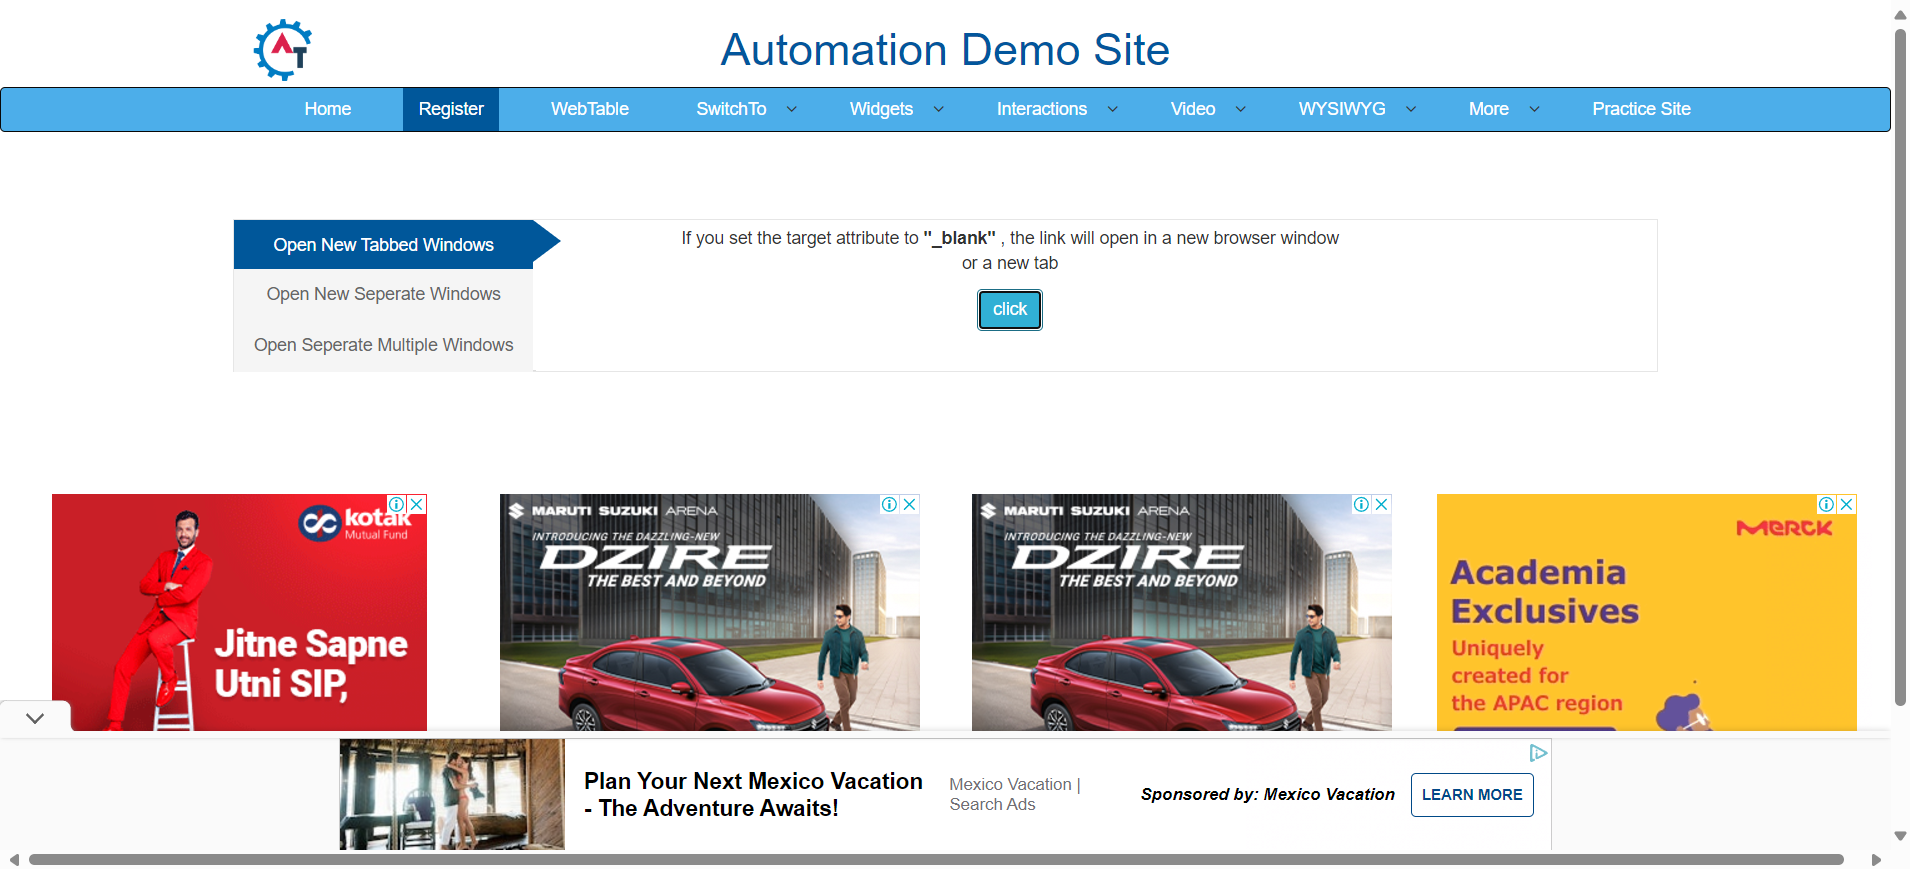 AT
Automation Demo Site
Home Register WebTable SwitchTo Widgets Interactions Video WYSIWYG More Practice Site
Open New Tabbed Windows
Open New Seperate Windows
Open Seperate Multiple Windows
If you set the target attribute to "_blank" , the link will open in a new browser window
or a new tab
click
kotak
Mutual Fund
Jitne Sapne
Utni SIP,
MARUTI SUZUKI ARENA
INTRODUCING THE DAZZLING-NEW
DZIRE
THE BEST AND BEYOND
MARUTI SUZUKI ARENA
INTRODUCING THE DAZZLING-NEW
DZIRE
THE BEST AND BEYOND
MERCK
Academia
Exclusives
Uniquely
created for
the APAC region
Plan Your Next Mexico Vacation
- The Adventure Awaits!
Mexico Vacation |
Search Ads
Sponsored by: Mexico Vacation
LEARN MORE